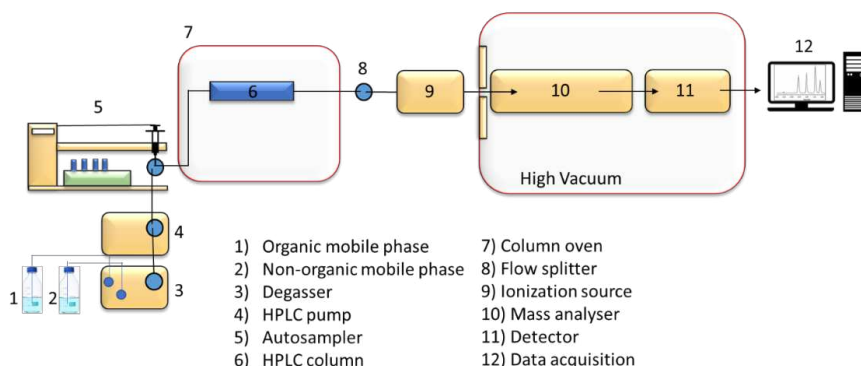 7
12
8
5
6
9
10
11
High Vacuum
4
1
2
3
1) Organic mobile phase
2) Non-organic mobile phase
3) Degasser
4) HPLC pump
5) Autosampler
6) HPLC column
7) Column oven
8) Flow splitter
9) Ionization source
10) Mass analyser
11) Detector
12) Data acquisition